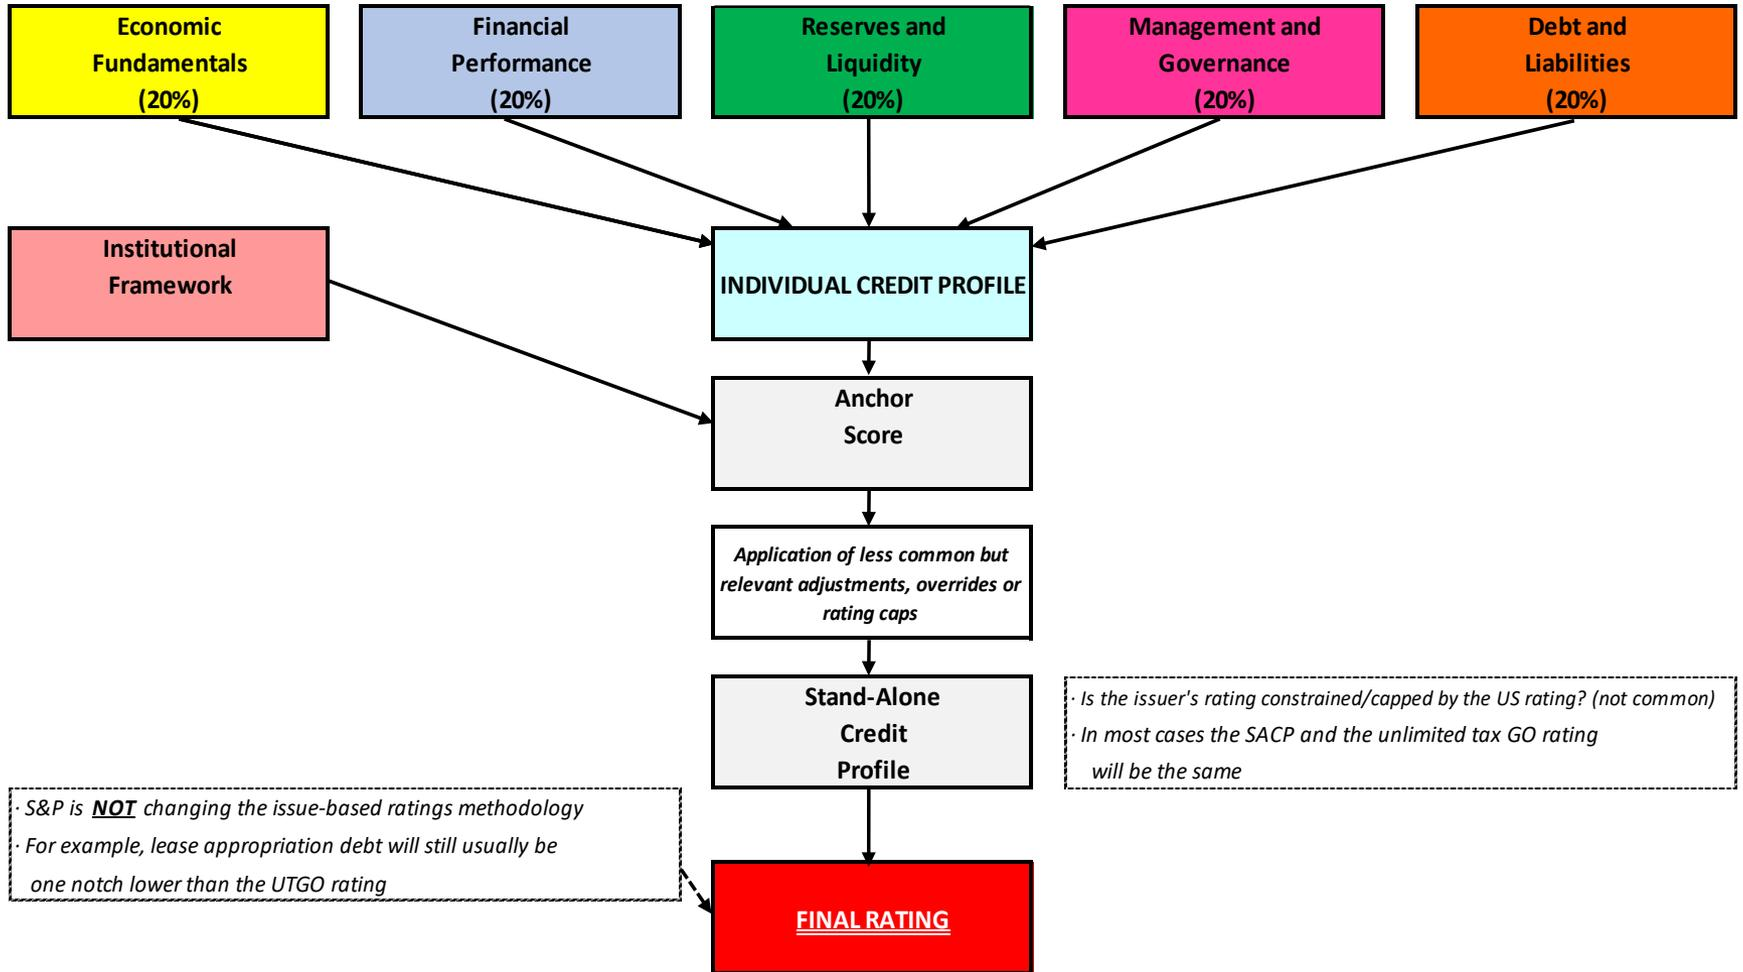 Economic
Fundamentals
(20%)
Financial
Performance
(20%)
Reserves and
Liquidity
(20%)
Management and
Governance
(20%)
Debt and
Liabilities
(20%)
Institutional
Framework
INDIVIDUAL CREDIT PROFILE
Anchor
Score
Application of less common but
relevant adjustments, overrides or
rating caps
Stand-Alone
Credit
Profile
· Is the issuer's rating constrained/capped by the US rating? (not common)
· In most cases the SACP and the unlimited tax GO rating
will be the same
· S&P is NOT changing the issue-based ratings methodology
· For example, lease appropriation debt will still usually be
one notch lower than the UTGO rating
FINAL RATING